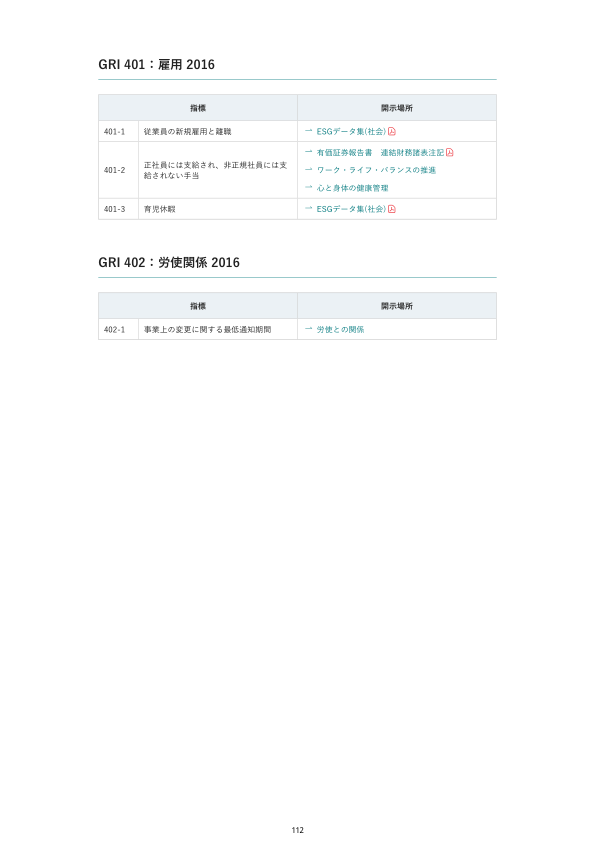 GRI 401：雇用 2016
指標 開示場所
401-1 従業員の新規雇用と離職 → ESGデータ集(社会)
401-2 正社員には支給され、非正規社員には支
給されない手当
→ 有価証券報告書　連結財務諸表注記
→ ワーク・ライフ・バランスの推進
→ 心と身体の健康管理
401-3 育児休暇 → ESGデータ集(社会)
GRI 402：労使関係 2016
指標 開示場所
402-1 事業上の変更に関する最低通知期間 → 労使との関係
112